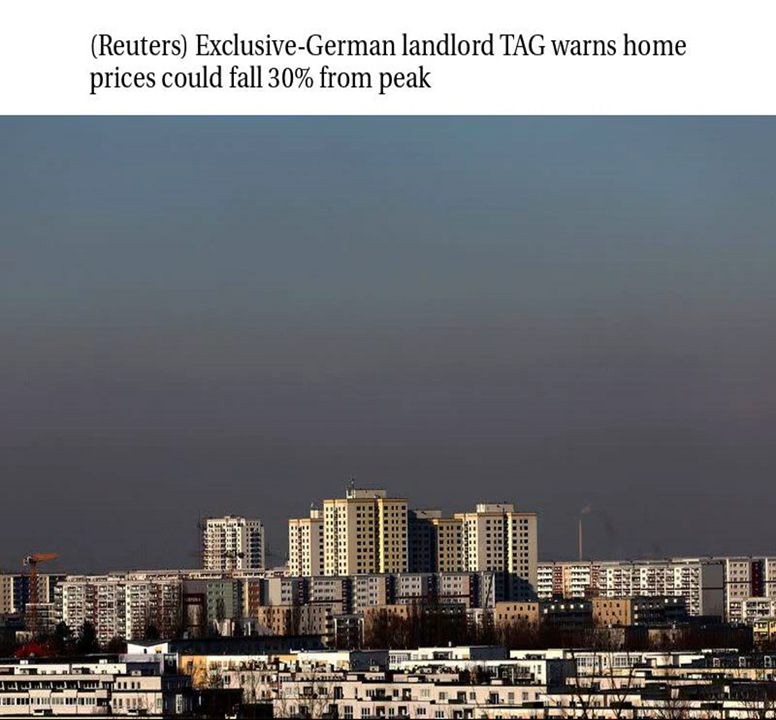 (Reuters) Exclusive-German landlord TAG warns home
prices could fall 30% from peak